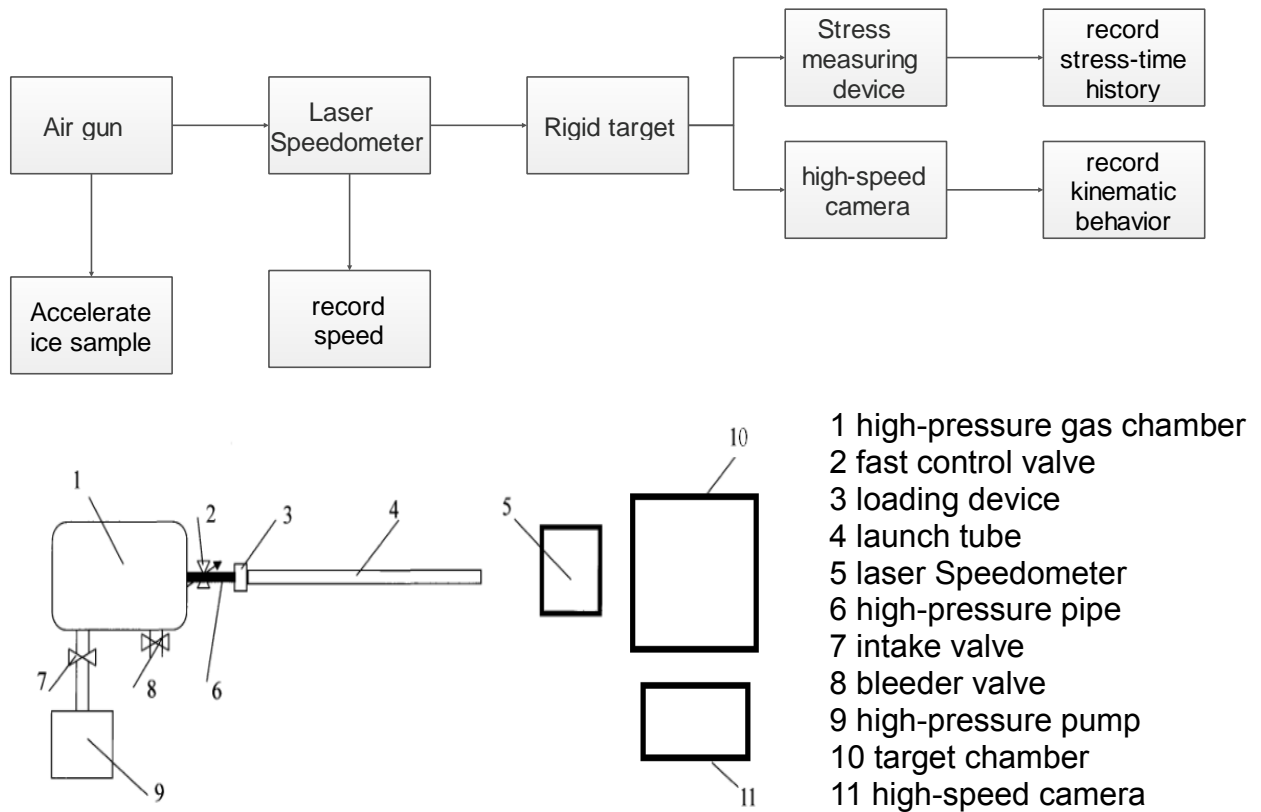 Air gun
Laser
Speedometer
Rigid target
Stress
measuring
device
record
stress-time
history
high-speed
camera
record
kinematic
behavior
Accelerate
ice sample
record
speed
1
2
3
4
5
10
7
8
6
9
11
1 high-pressure gas chamber
2 fast control valve
3 loading device
4 launch tube
5 laser Speedometer
6 high-pressure pipe
7 intake valve
8 bleeder valve
9 high-pressure pump
10 target chamber
11 high-speed camera